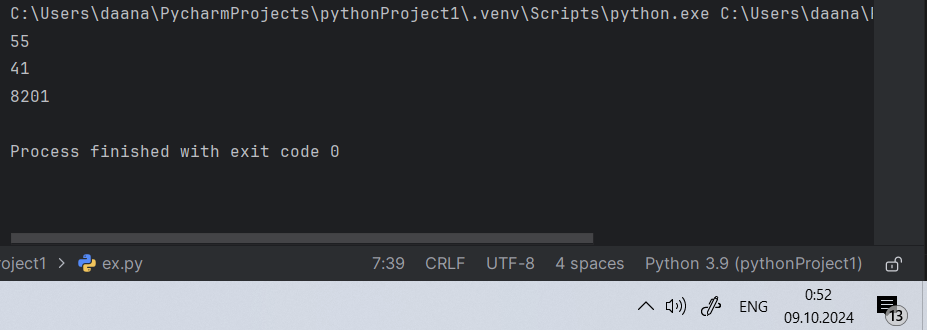 C:\Users\daana\PycharmProjects\pythonProject1\.venv\Scripts\python.exe C:\Users\daana\
55
41
8201
Process finished with exit code 0
oject1 > ex.py 7:39 CRLF UTF-8 4 spaces Python 3.9 (pythonProject1)
ENG 0:52
09.10.2024 13